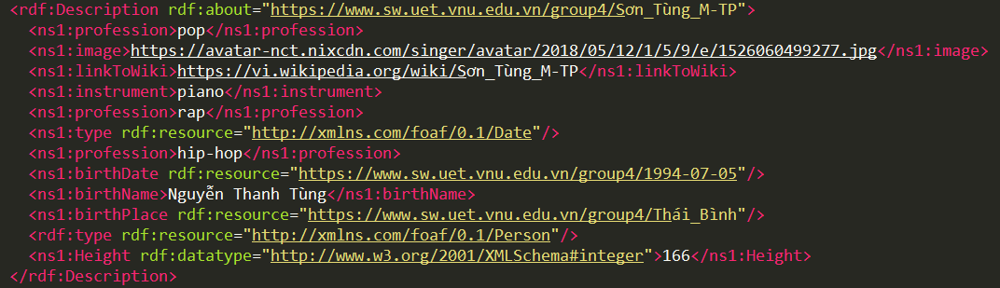 <rdf:Description rdf:about="https://www.sw.uet.vnu.edu.vn/group4/Sơn_Tùng_M-TP">
<ns1:profession>pop</ns1:profession>
<ns1:image>https://avatar-nct.nixcdn.com/singer/avatar/2018/05/12/1/5/9/e/1526060499277.jpg</ns1:image>
<ns1:linkToWiki>https://vi.wikipedia.org/wiki/Sơn_Tùng_M-TP</ns1:linkToWiki>
<ns1:instrument>piano</ns1:instrument>
<ns1:profession>rap</ns1:profession>
<ns1:type rdf:resource="http://xmlns.com/foaf/0.1/Date"/>
<ns1:profession>hip-hop</ns1:profession>
<ns1:birthDate rdf:resource="https://www.sw.uet.vnu.edu.vn/group4/1994-07-05"/>
<ns1:birthName>Nguyễn Thanh Tùng</ns1:birthName>
<ns1:birthPlace rdf:resource="https://www.sw.uet.vnu.edu.vn/group4/Thái_Bình"/>
<rdf:type rdf:resource="http://xmlns.com/foaf/0.1/Person"/>
<ns1:Height rdf:datatype="http://www.w3.org/2001/XMLSchema#integer">166</ns1:Height>
</rdf:Description>